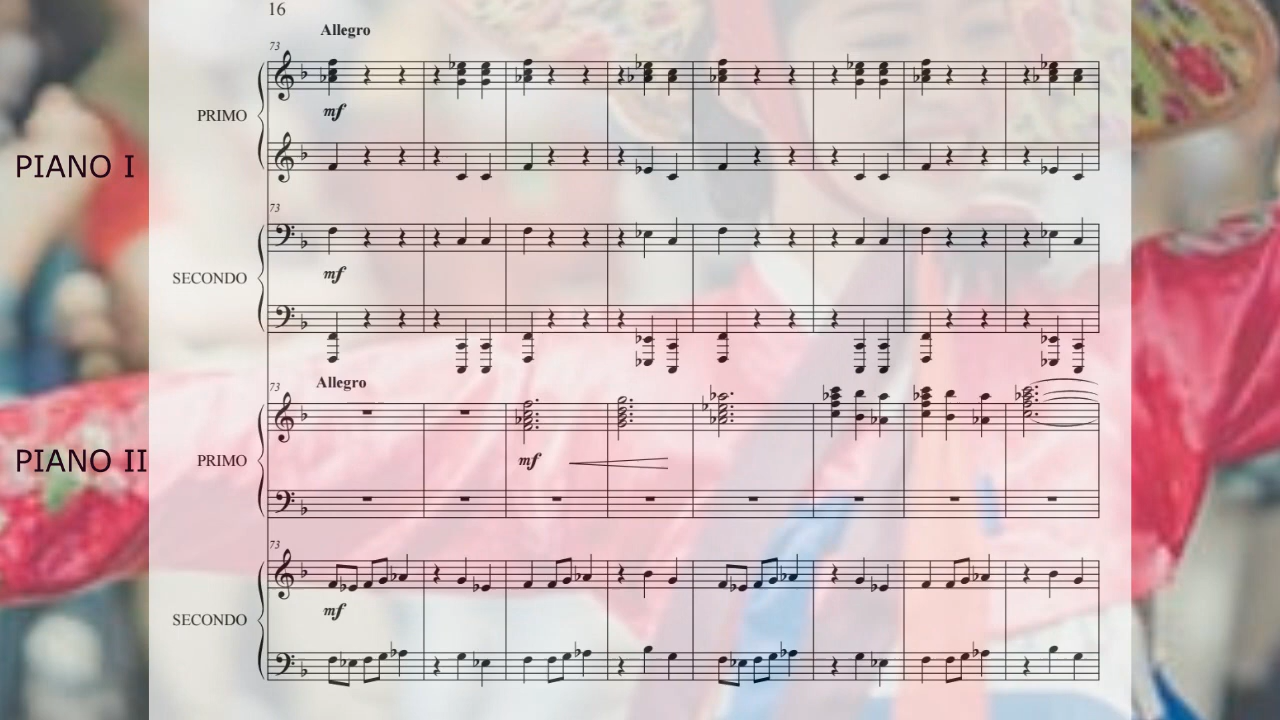 16
Allegro
73
PRIMO
mf
PIANO I
73
SECONDO
mf
73
Allegro
PRIMO
mf
PIANO II
73
SECONDO
mf